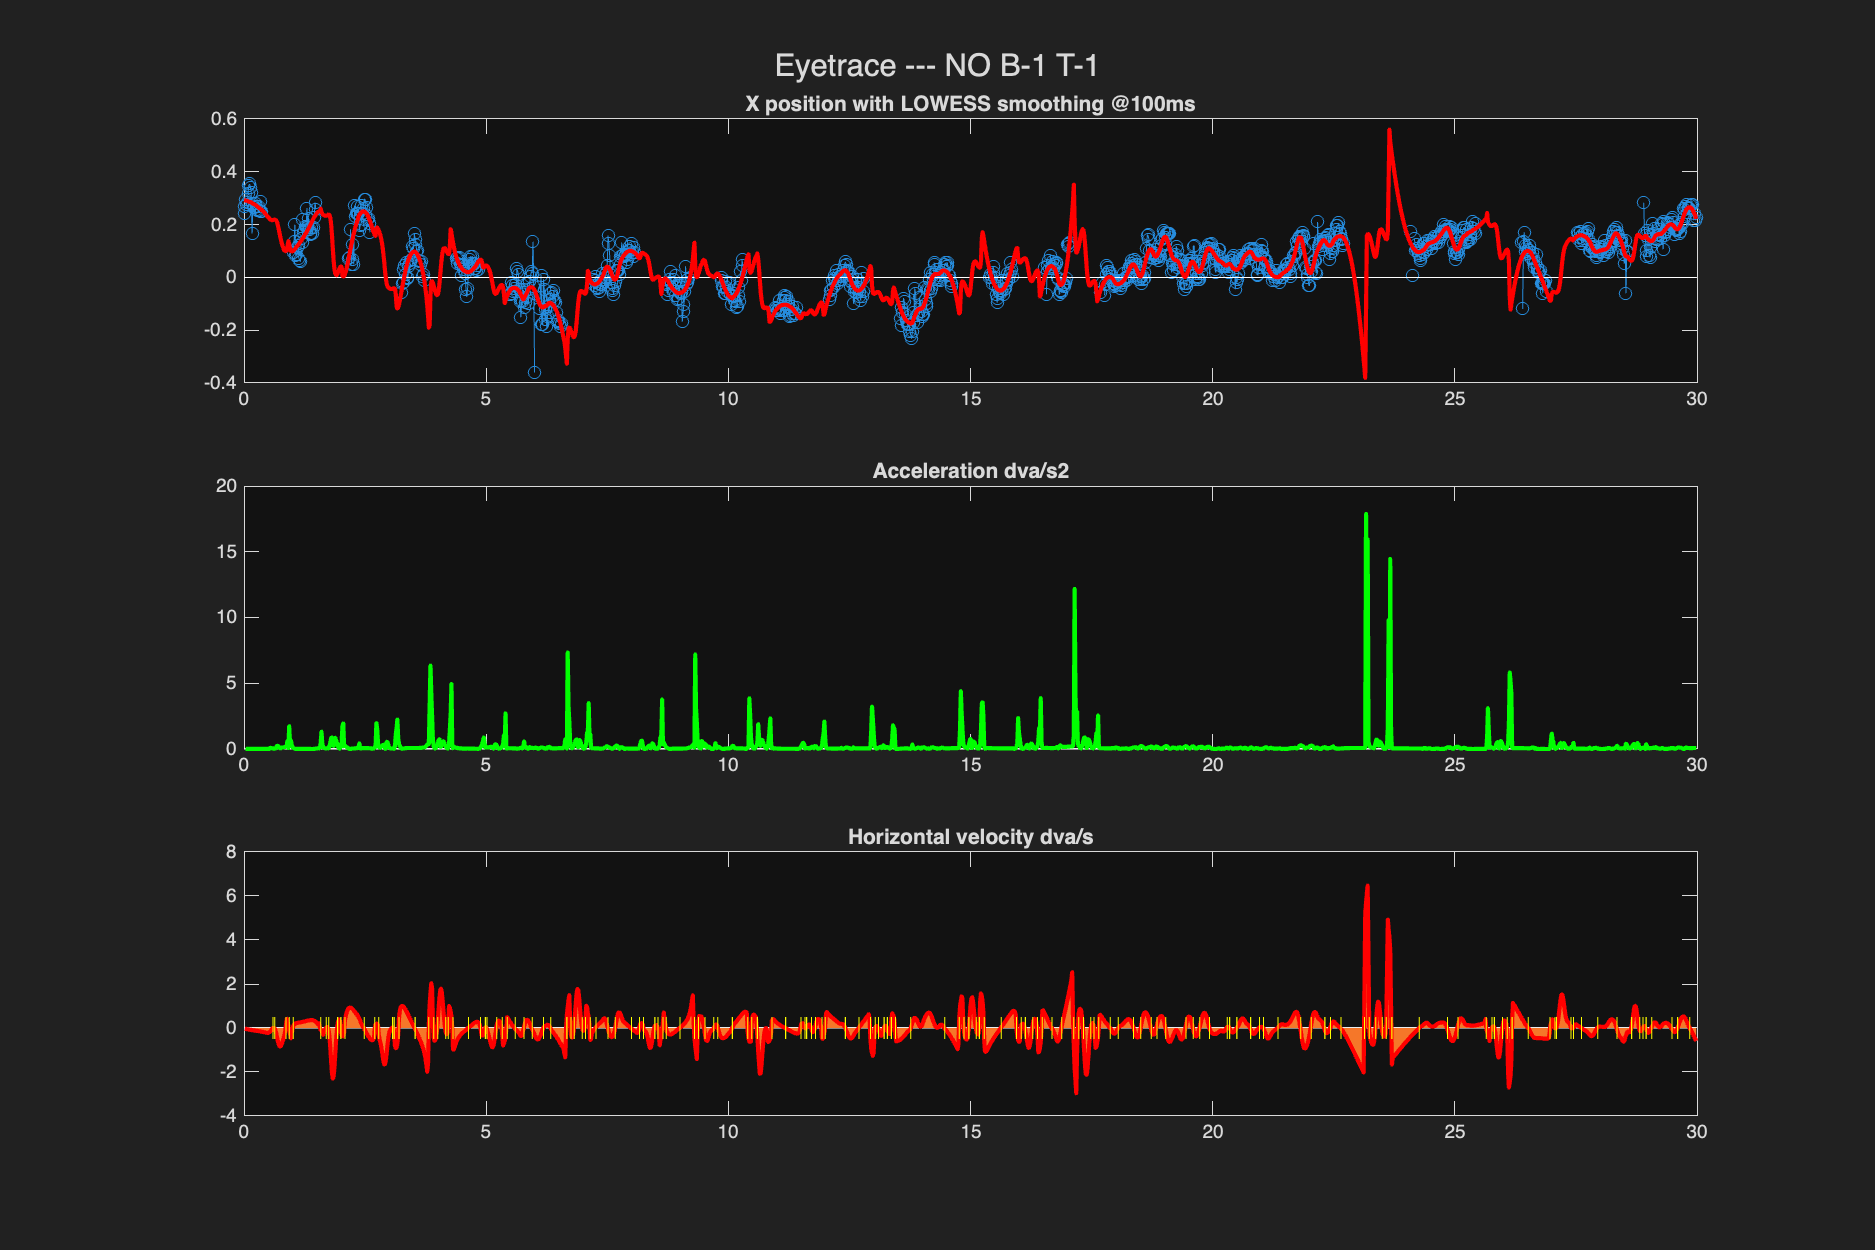 Eyetrace --- NO B-1 T-1
X position with LOWESS smoothing @100ms
0.6
0.4
0.2
0
-0.2
-0.4
0 5 10 15 20 25 30
Acceleration dva/s2
20
15
10
5
0
0 5 10 15 20 25 30
Horizontal velocity dva/s
8
6
4
2
0
-2
-4
0 5 10 15 20 25 30